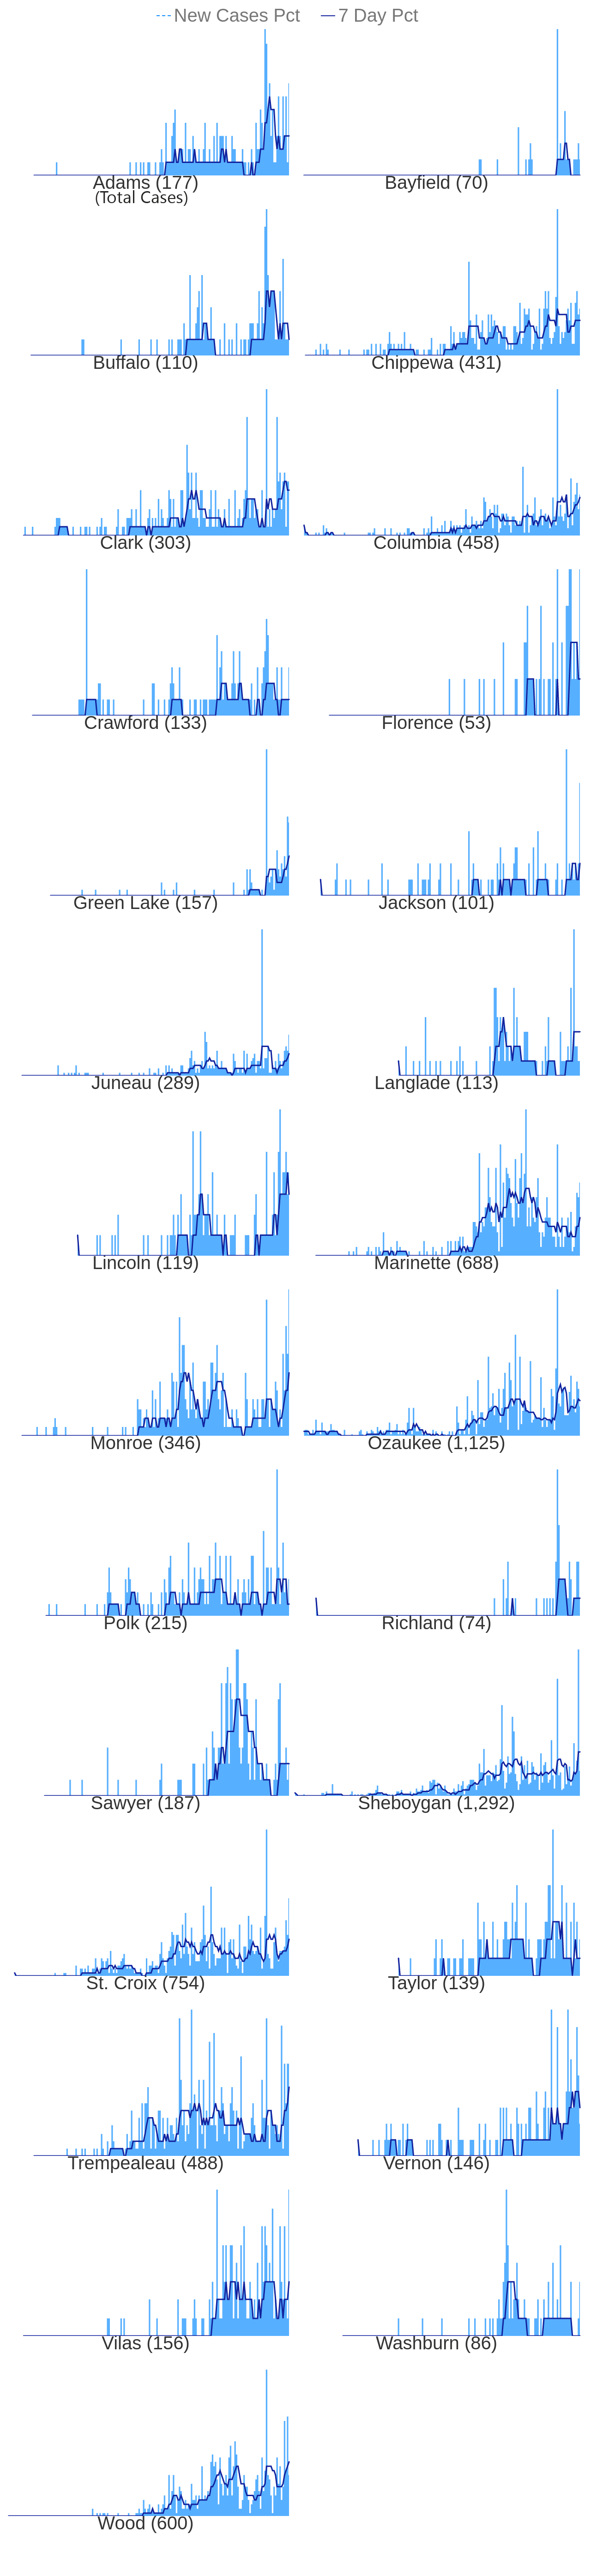 New Cases Pct 7 Day Pct
Adams (177) Bayfield (70)
(Total Cases)
Buffalo (110) Chippewa (431)
Clark (303) Columbia (458)
Crawford (133) Florence (53)
Green Lake (157) Jackson (101)
Juneau (289) Langlade (113)
Lincoln (119) Marinette (688)
Monroe (346) Ozaukee (1,125)
Polk (215) Richland (74)
Sawyer (187) Sheboygan (1,292)
St. Croix (754) Taylor (139)
Trempealeau (488) Vernon (146)
Vilas (156) Washburn (86)
Wood (600)